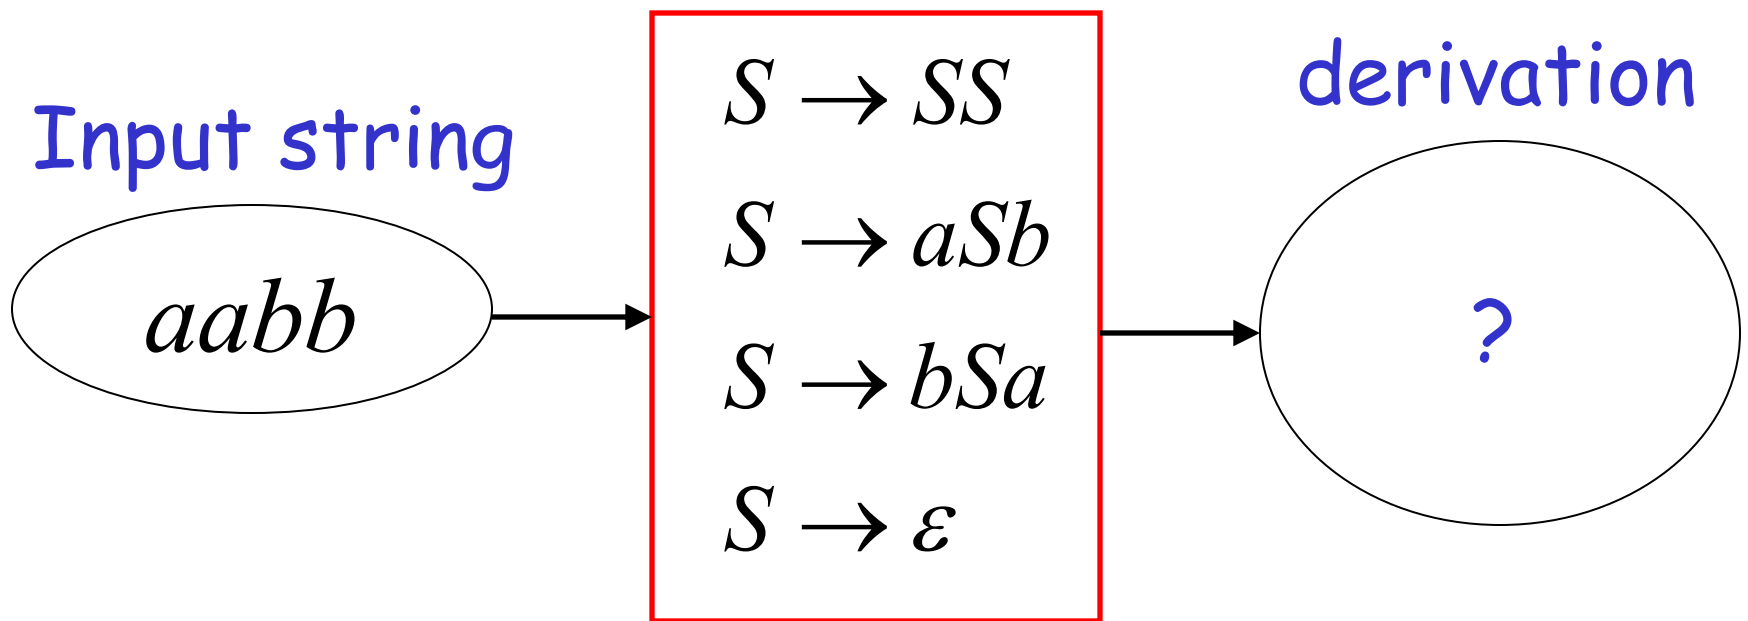 Input string
aabb
S → SS
S → aSb
S → bSa
S → ε
derivation
?